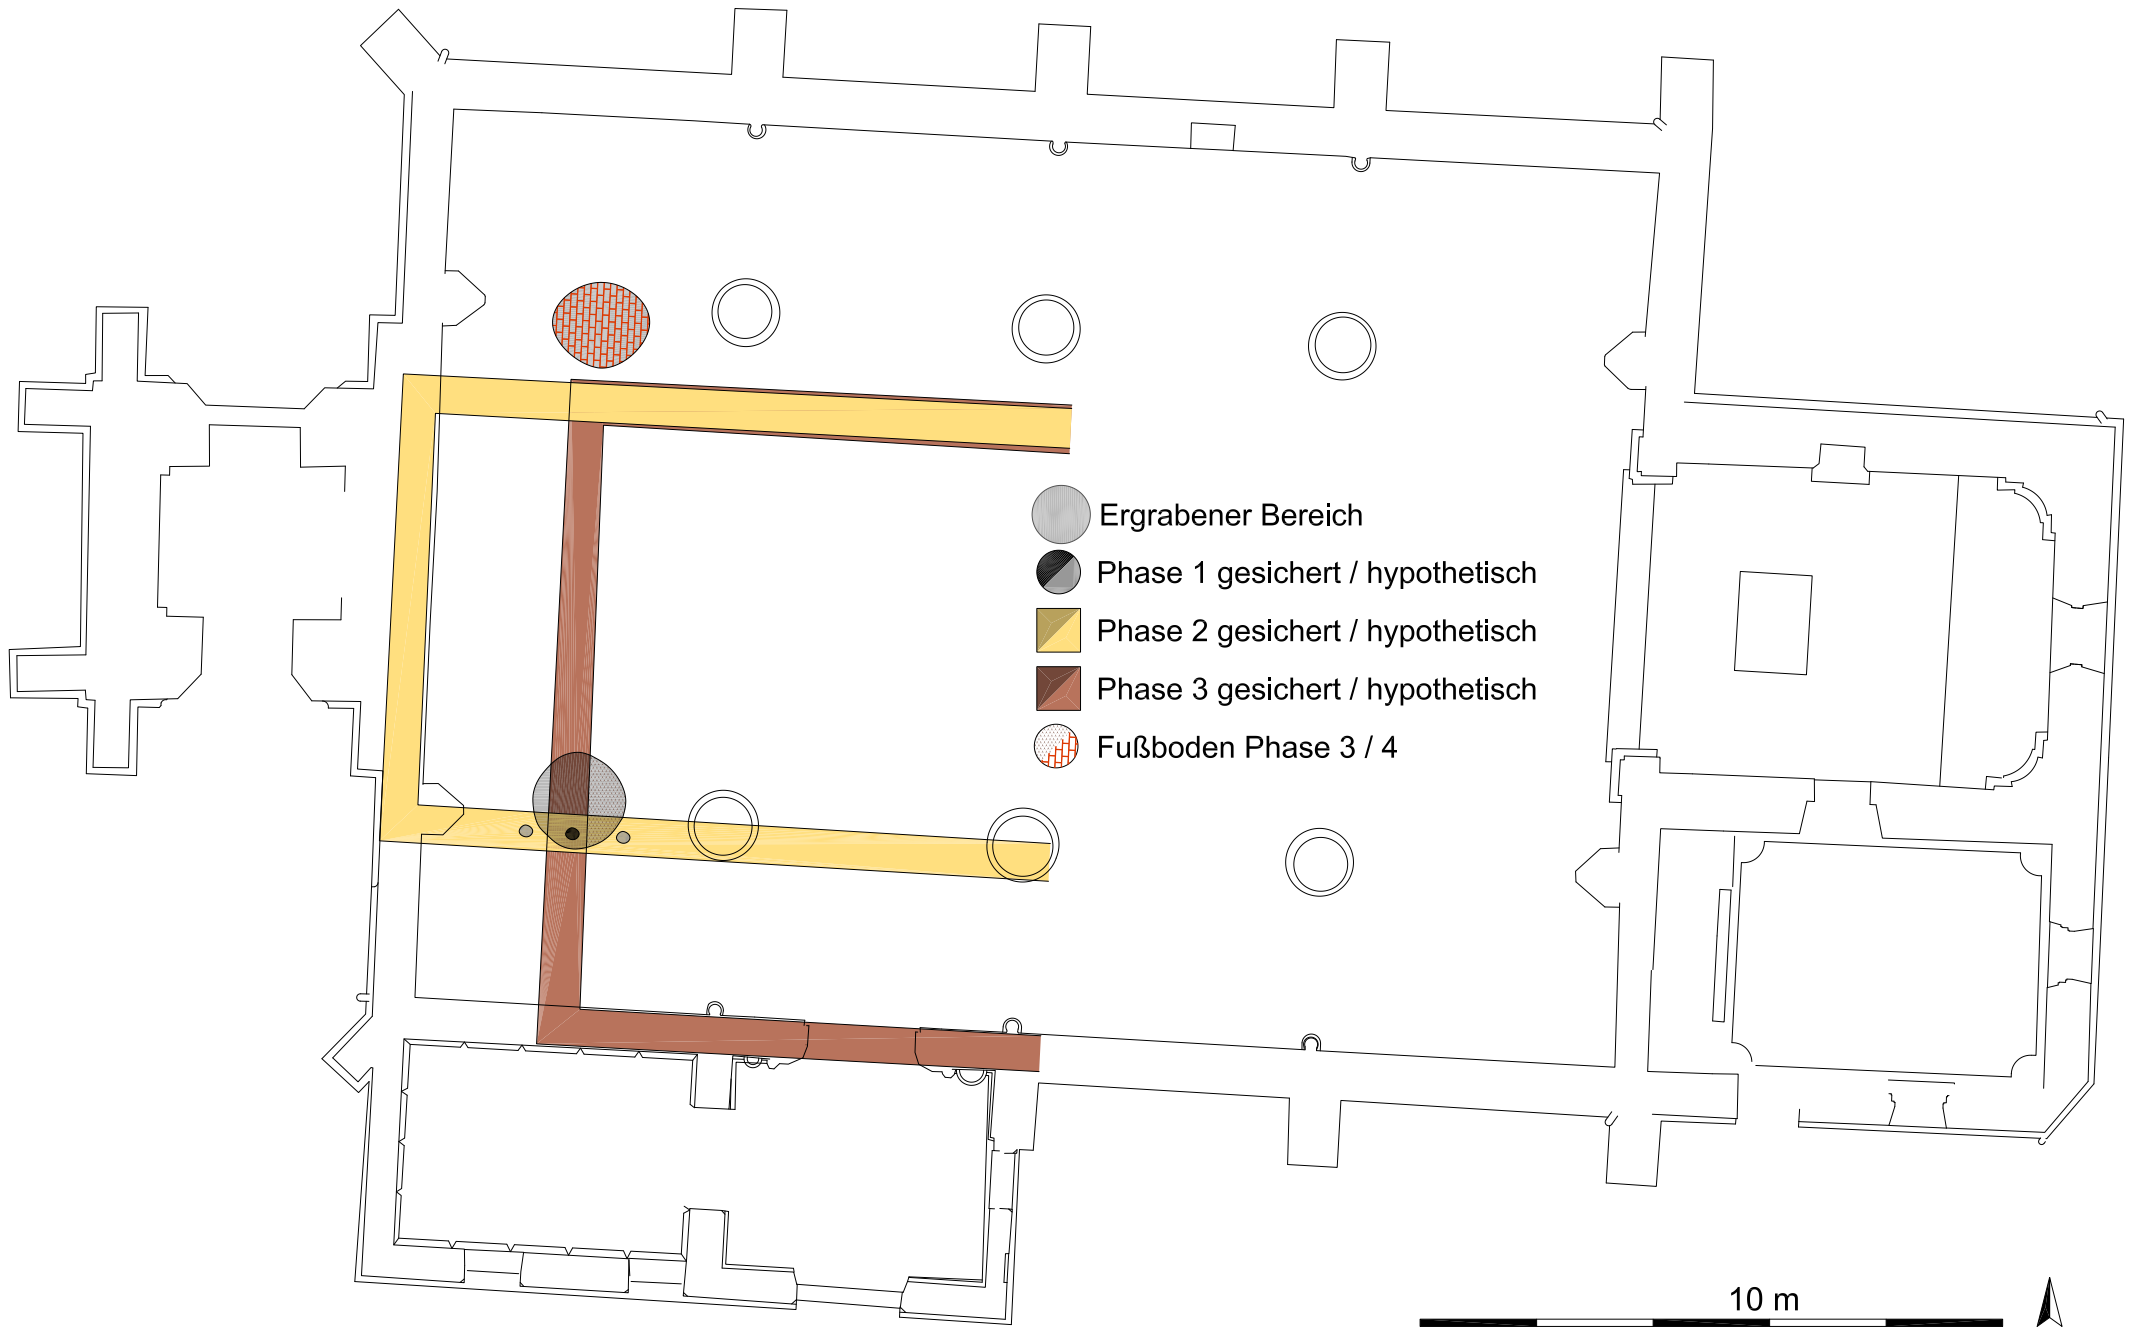 Ergrabener Bereich
Phase 1 gesichert / hypothetisch
Phase 2 gesichert / hypothetisch
Phase 3 gesichert / hypothetisch
Fußboden Phase 3 / 4
10 m